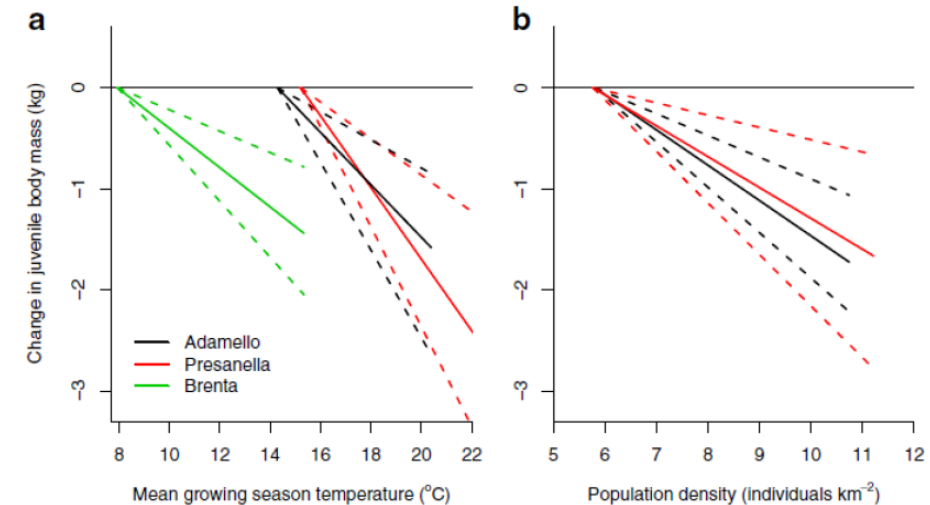 a
Change in juvenile body mass (kg)
0
−1
−2
−3
Adamello
Presanella
Brenta
8 10 12 14 16 18 20 22
Mean growing season temperature (°C)
b
0
−1
−2
−3
5 6 7 8 9 10 11 12
Population density (individuals km⁻²)